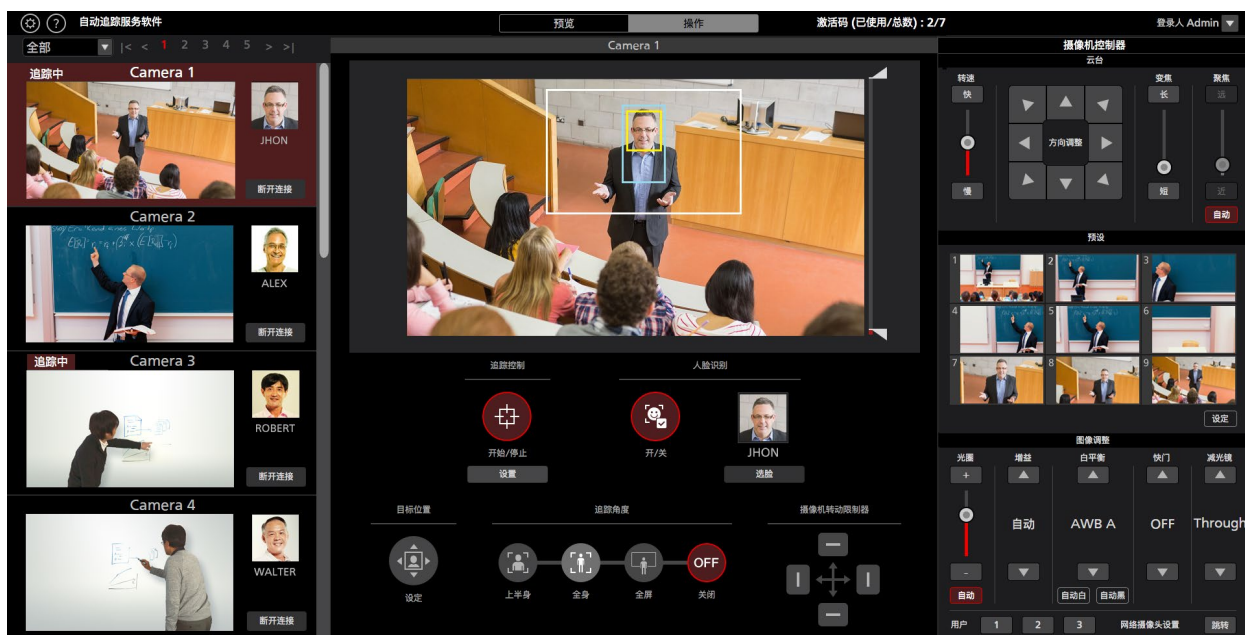 自动追踪服务软件
预览
操作
激活码 (已使用/总数) : 2/7
登录人 Admin
全部
|< < 1 2 3 4 5 > >|
追踪中
Camera 1
JHON
断开连接
Camera 2
ALEX
断开连接
追踪中
Camera 3
ROBERT
断开连接
Camera 4
WALTER
断开连接
Camera 1
追踪控制
开始/停止
设置
人脸识别
开/关
JHON
选脸
目标位置
设定
追踪角度
上半身
全身
全屏
OFF
关闭
摄像机转动限制器
摄像机控制器
云台
转速
快
慢
方向调整
变焦
长
短
聚焦
远
近
自动
预设
1 2 3
4 5 6
7 8 9
设定
图像调整
光圈
+
-
自动
增益
自动
白平衡
AWB A
自动白
自动黑
快门
OFF
减光镜
Through
用户 1 2 3 网络摄像头设置 跳转